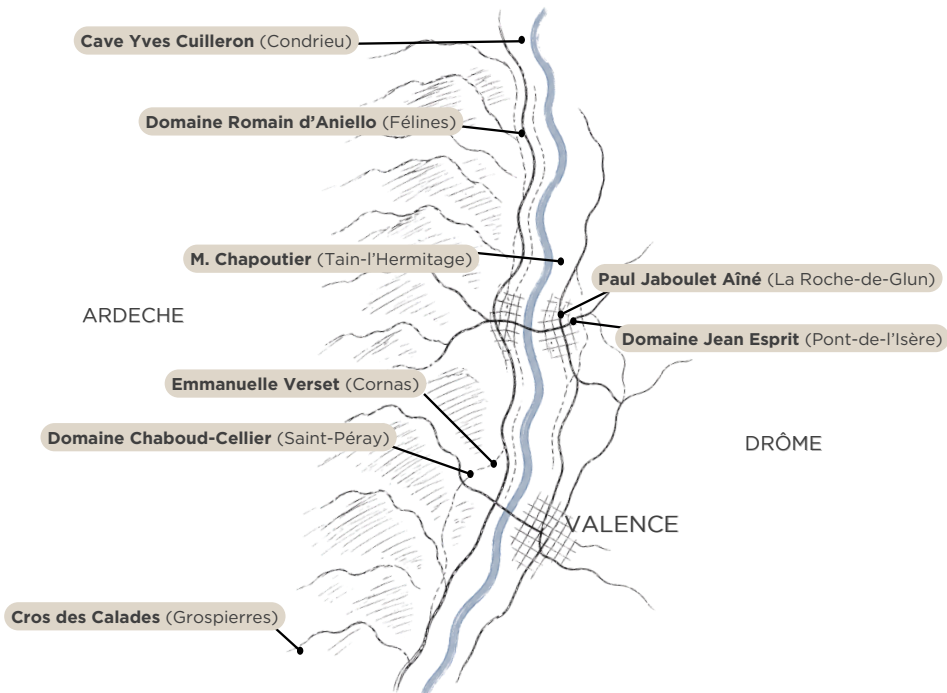 Cave Yves Cuilleron (Condrieu)
Domaine Romain d'Aniello (Félines)
M. Chapoutier (Tain-l'Hermitage)
Paul Jaboulet Aîné (La Roche-de-Glun)
ARDECHE
Domaine Jean Esprit (Pont-de-l'Isère)
Emmanuelle Verset (Cornas)
Domaine Chaboud-Cellier (Saint-Péray)
DRÔME
VALENCE
Cros des Calades (Grospierres)